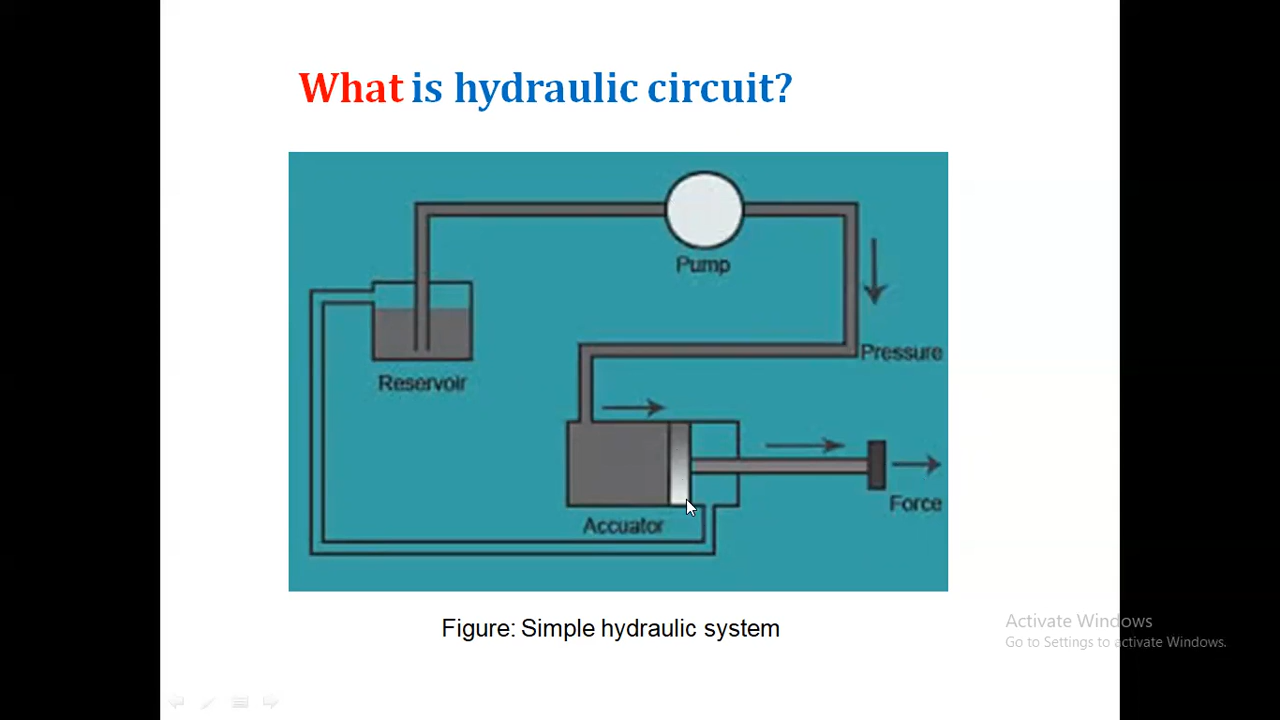 What is hydraulic circuit?
Pump
Pressure
Reservoir
Force
Accuator
Figure: Simple hydraulic system
Activate Windows
Go to Settings to activate Windows.